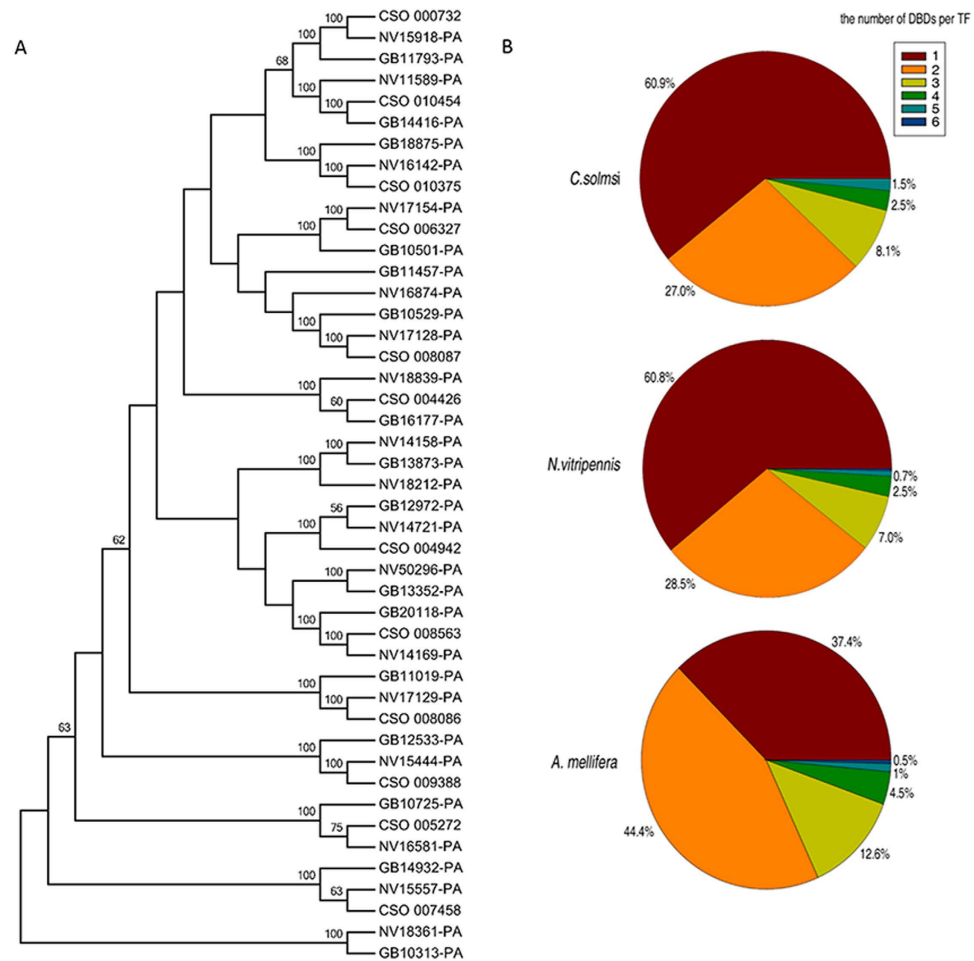 A
100
CSO 000732
100
NV15918-PA
68
GB11793-PA
100
NV11589-PA
100
CSO 010454
GB14416-PA
100
GB18875-PA
100
NV16142-PA
CSO 010375
100
NV17154-PA
100
CSO 006327
GB10501-PA
GB11457-PA
NV16874-PA
100
GB10529-PA
100
NV17128-PA
CSO 008087
100
NV18839-PA
60
CSO 004426
GB16177-PA
100
NV14158-PA
100
GB13873-PA
NV18212-PA
56
GB12972-PA
100
NV14721-PA
CSO 004942
62
100
NV50296-PA
GB13352-PA
100
GB20118-PA
100
CSO 008563
NV14169-PA
100
GB11019-PA
100
NV17129-PA
CSO 008086
63
100
GB12533-PA
100
NV15444-PA
CSO 009388
100
GB10725-PA
75
CSO 005272
NV16581-PA
100
GB14932-PA
63
NV15557-PA
CSO 007458
100
NV18361-PA
GB10313-PA
B
the number of DBDs per TF
1
2
3
4
5
6
C.solmsi
60.9%
1.5%
2.5%
8.1%
27.0%
N.vitripennis
60.8%
0.7%
2.5%
7.0%
28.5%
A. mellifera
37.4%
0.5%
1%
4.5%
12.6%
44.4%